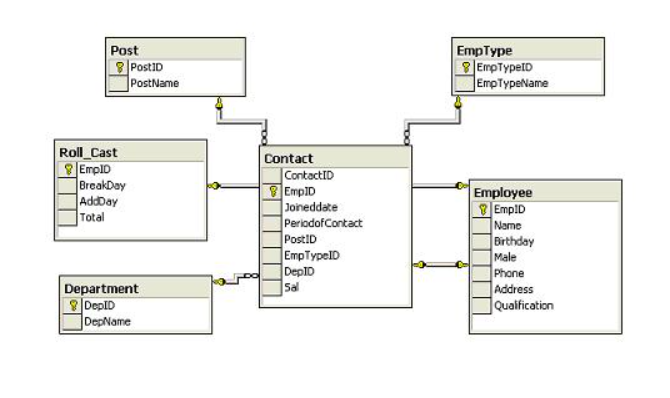 Post
PostID
PostName
EmpType
EmpTypeID
EmpTypeName
Roll_Cast
EmpID
BreakDay
AddDay
Total
Contact
ContactID
EmpID
Joineddate
PeriodofContact
PostID
EmpTypeID
DepID
Sal
Employee
EmpID
Name
Birthday
Male
Phone
Address
Qualification
Department
DepID
DepName